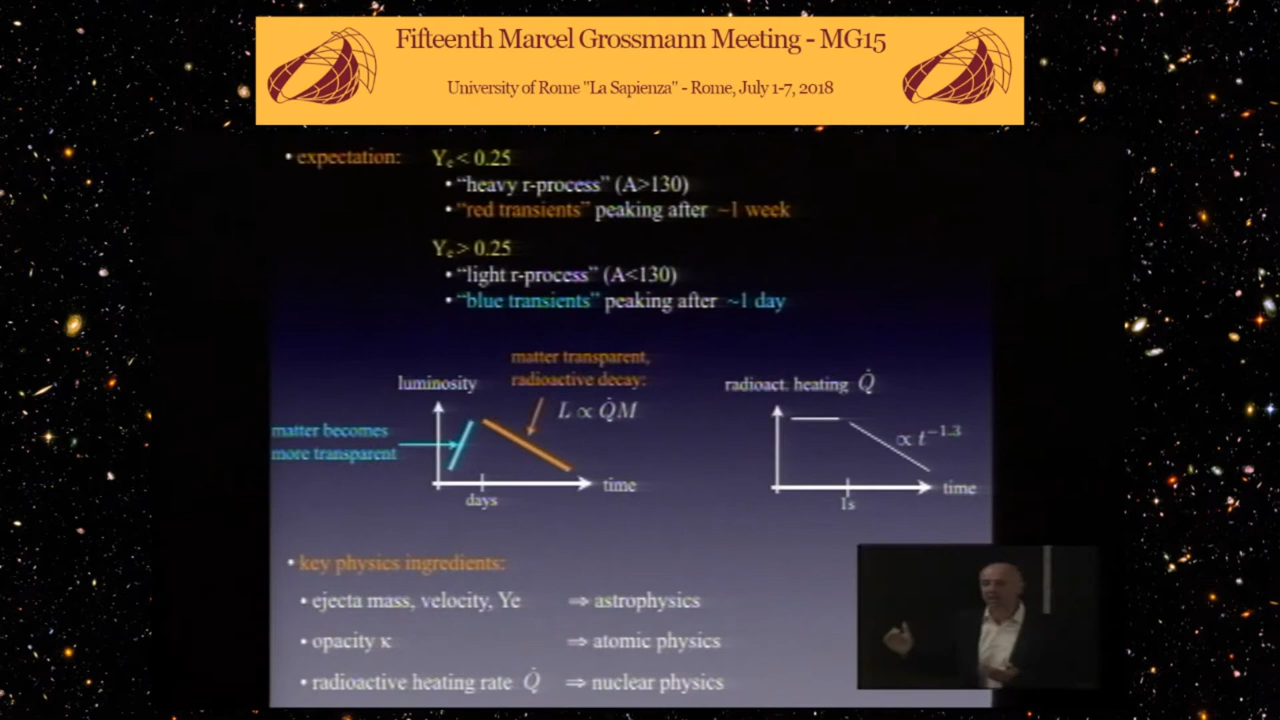 Fifteenth Marcel Grossmann Meeting - MG15
University of Rome "La Sapienza" - Rome, July 1-7, 2018
• expectation: Yₑ < 0.25
• “heavy r-process” (A>130)
• “red transients” peaking after ~1 week
Yₑ > 0.25
• “light r-process” (A<130)
• “blue transients” peaking after ~1 day
matter transparent,
radioactive decay:
luminosity
L ∝ Q̇M
matter becomes
more transparent
time
days
radioact. heating Q̇
∝ t⁻¹·³
time
1s
• key physics ingredients:
• ejecta mass, velocity, Ye ⇒ astrophysics
• opacity κ ⇒ atomic physics
• radioactive heating rate Q̇ ⇒ nuclear physics